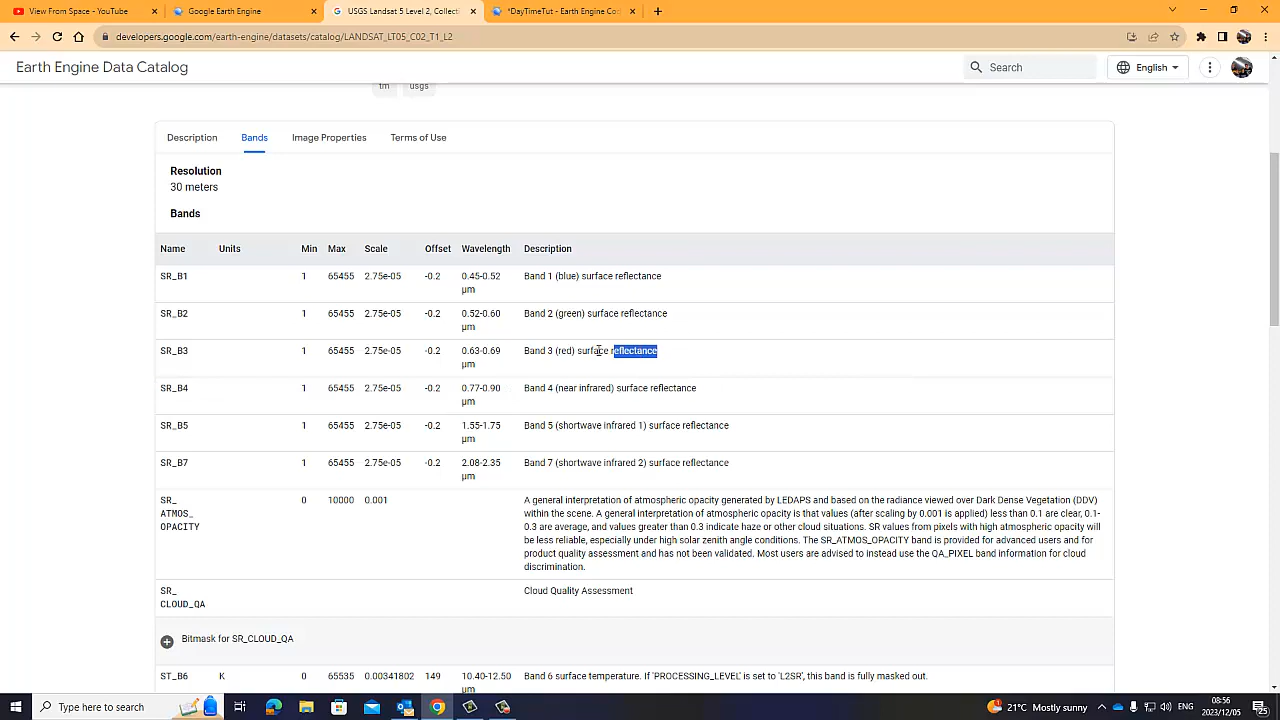 View From Space - YouTube
Google Earth Engine
USGS Landsat 5 Level 2, Collecti
*DayTimeTut - Earth Engine Co
developers.google.com/earth-engine/datasets/catalog/LANDSAT_LT05_C02_T1_L2
Earth Engine Data Catalog
Search
English
tm usgs
Description Bands Image Properties Terms of Use
Resolution
30 meters
Bands
Name Units Min Max Scale Offset Wavelength Description
SR_B1 1 65455 2.75e-05 -0.2 0.45-0.52 Band 1 (blue) surface reflectance
µm
SR_B2 1 65455 2.75e-05 -0.2 0.52-0.60 Band 2 (green) surface reflectance
µm
SR_B3 1 65455 2.75e-05 -0.2 0.63-0.69 Band 3 (red) surface reflectance
µm
SR_B4 1 65455 2.75e-05 -0.2 0.77-0.90 Band 4 (near infrared) surface reflectance
µm
SR_B5 1 65455 2.75e-05 -0.2 1.55-1.75 Band 5 (shortwave infrared 1) surface reflectance
µm
SR_B7 1 65455 2.75e-05 -0.2 2.08-2.35 Band 7 (shortwave infrared 2) surface reflectance
µm
SR_ 0 10000 0.001 A general interpretation of atmospheric opacity generated by LEDAPS and based on the radiance viewed over Dark Dense Vegetation (DDV)
ATMOS_ within the scene. A general interpretation of atmospheric opacity is that values (after scaling by 0.001 is applied) less than 0.1 are clear, 0.1-
OPACITY 0.3 are average, and values greater than 0.3 indicate haze or other cloud situations. SR values from pixels with high atmospheric opacity will
be less reliable, especially under high solar zenith angle conditions. The SR_ATMOS_OPACITY band is provided for advanced users and for
product quality assessment and has not been validated. Most users are advised to instead use the QA_PIXEL band information for cloud
discrimination.
SR_ Cloud Quality Assessment
CLOUD_QA
Bitmask for SR_CLOUD_QA
ST_B6 K 0 65535 0.00341802 149 10.40-12.50 Band 6 surface temperature. If 'PROCESSING_LEVEL' is set to 'L2SR', this band is fully masked out.
µm
Type here to search
21°C Mostly sunny
ENG
08:56
2023/12/05